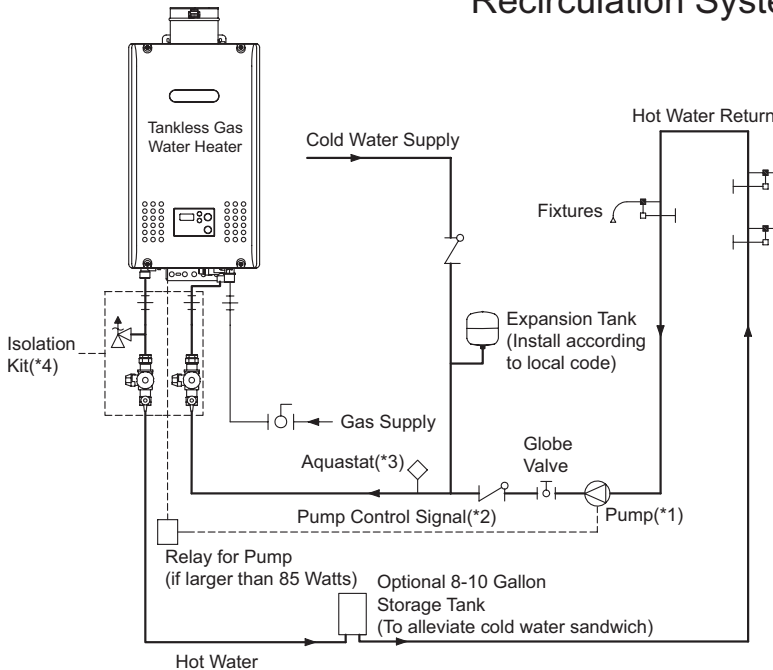 Recirculation Syste
Tankless Gas
Water Heater
Cold Water Supply
Hot Water Return
Fixtures
Expansion Tank
(Install according
to local code)
Isolation
Kit(*4)
Gas Supply
Globe
Valve
Aquastat(*3)
Pump Control Signal(*2)
Pump(*1)
Relay for Pump
(if larger than 85 Watts)
Optional 8-10 Gallon
Storage Tank
(To alleviate cold water sandwich)
Hot Water